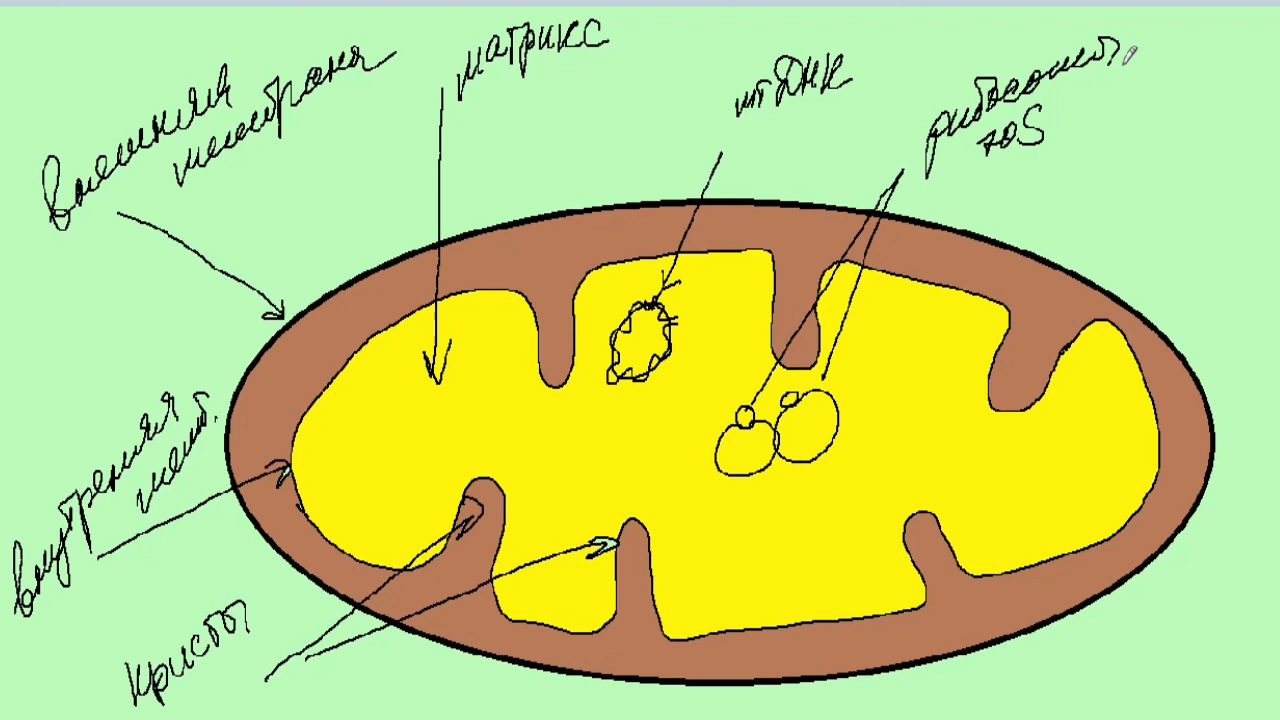 внешняя
мембрана
матрикс
мтДНК
рибосомы
70S
внутренняя
мемб.
кристы